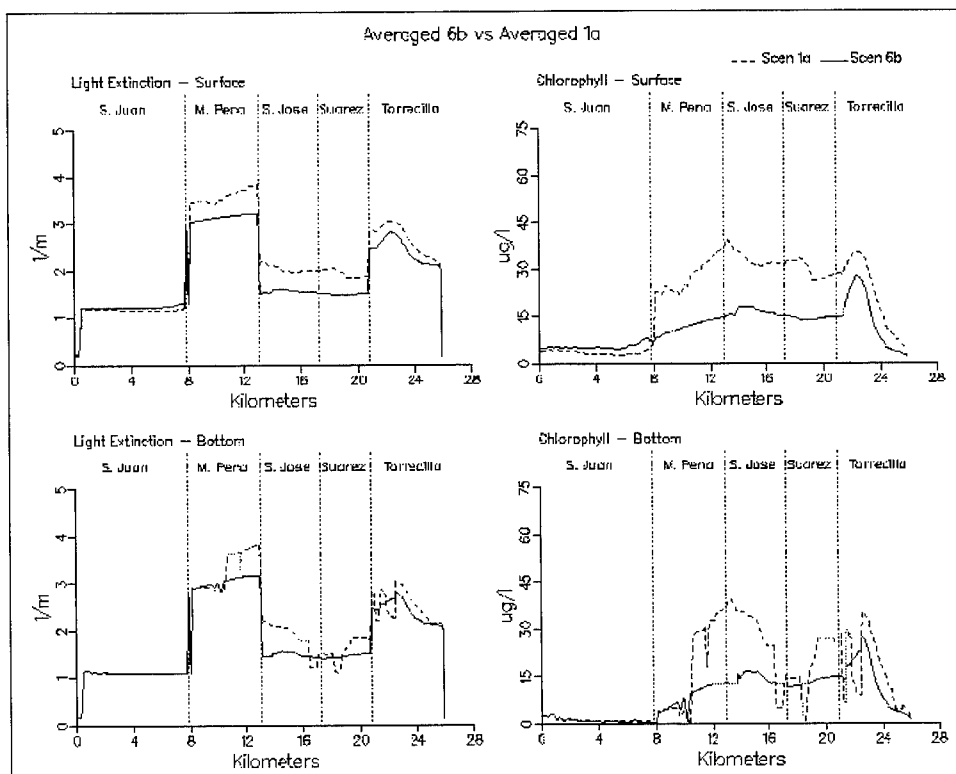 Averaged 6b vs Averaged 1a
Scen 1a Scen 6b
Light Extinction – Surface
S. Juan M. Pena S. Jose Suarez Torrecilla
5
4
3
2
1
0
1/m
0 4 8 12 16 20 24 28
Kilometers
Chlorophyll – Surface
S. Juan M. Pena S. Jose Suarez Torrecilla
75
60
45
30
15
0
ug/l
0 4 8 12 16 20 24 28
Kilometers
Light Extinction – Bottom
S. Juan M. Pena S. Jose Suarez Torrecilla
5
4
3
2
1
0
1/m
0 4 8 12 16 20 24 28
Kilometers
Chlorophyll – Bottom
S. Juan M. Pena S. Jose Suarez Torrecilla
75
60
45
30
15
0
ug/l
0 4 8 12 16 20 24 28
Kilometers